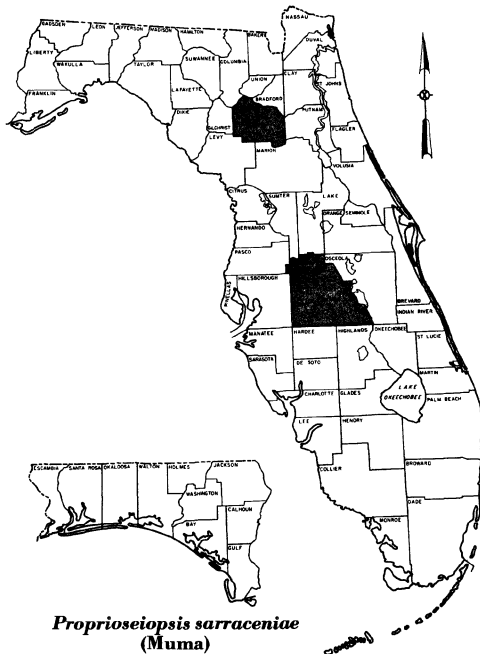 NASSAU
GADSDEN
LEON
JEFFERSON
MADISON
HAMILTON
BAKER
DUVAL
LIBERTY
WAKULLA
TAYLOR
SUWANNEE
COLUMBIA
UNION
CLAY
ST JOHNS
FRANKLIN
LAFAYETTE
BRADFORD
PUTNAM
DIXIE
GILCHRIST
FLAGLER
LEVY
MARION
VOLUSIA
CITRUS
SUMTER
LAKE
ORANGE
SEMINOLE
HERNANDO
PASCO
OSCEOLA
HILLSBOROUGH
PINELLAS
BREVARD
INDIAN RIVER
MANATEE
HARDEE
HIGHLANDS
OKEECHOBEE
ST LUCIE
SARASOTA
DE SOTO
MARTIN
CHARLOTTE
GLADES
LAKE
OKEECHOBEE
PALM BEACH
LEE
HENDRY
COLLIER
BROWARD
DADE
MONROE
ESCAMBIA
SANTA ROSA
OKALOOSA
WALTON
HOLMES
JACKSON
WASHINGTON
BAY
CALHOUN
GULF
Proprioseiopsis sarraceniae
(Muma)